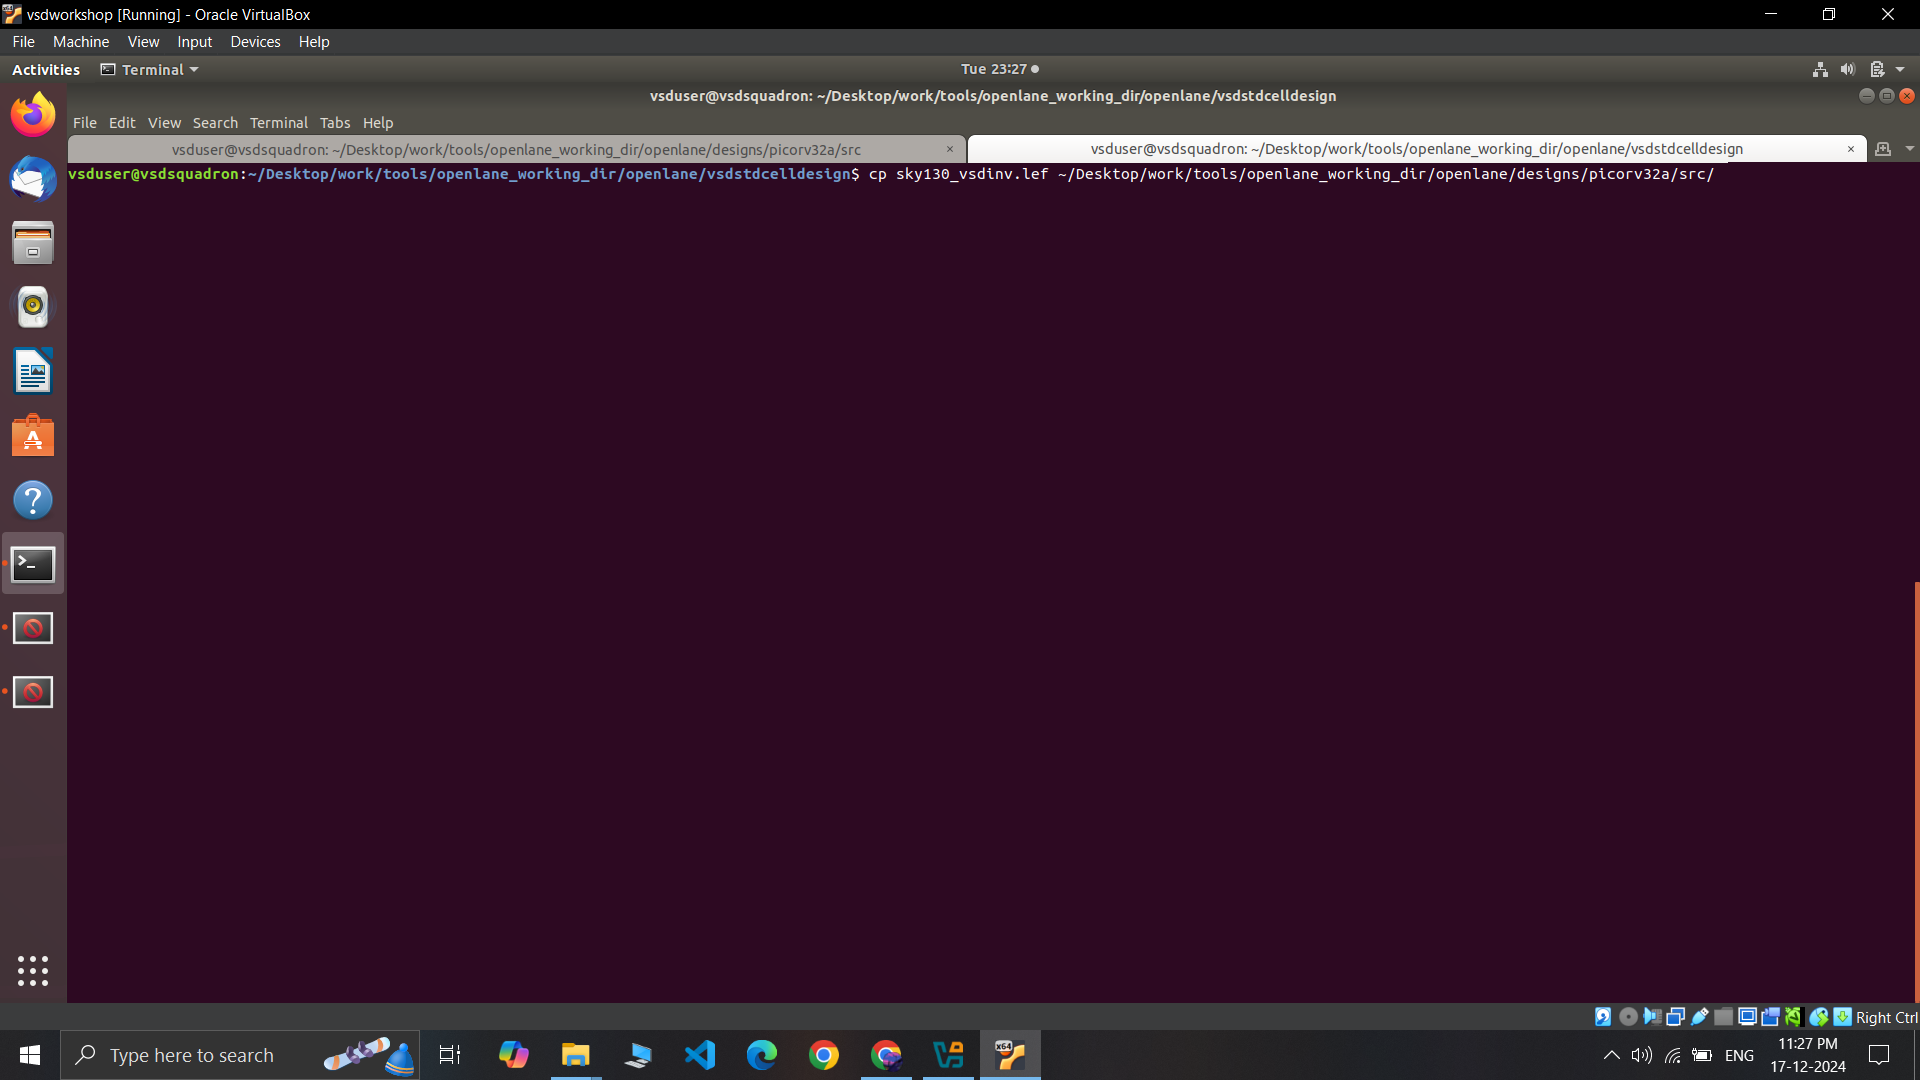 vsdworkshop [Running] - Oracle VirtualBox
File Machine View Input Devices Help
Activities Terminal Tue 23:27
vsduser@vsdsquadron: ~/Desktop/work/tools/openlane_working_dir/openlane/vsdstdcelldesign
File Edit View Search Terminal Tabs Help
vsduser@vsdsquadron: ~/Desktop/work/tools/openlane_working_dir/openlane/designs/picorv32a/src × vsduser@vsdsquadron: ~/Desktop/work/tools/openlane_working_dir/openlane/vsdstdcelldesign ×
vsduser@vsdsquadron:~/Desktop/work/tools/openlane_working_dir/openlane/vsdstdcelldesign$ cp sky130_vsdinv.lef ~/Desktop/work/tools/openlane_working_dir/openlane/designs/picorv32a/src/
Right Ctrl
Type here to search
x64
ENG
11:27 PM
17-12-2024